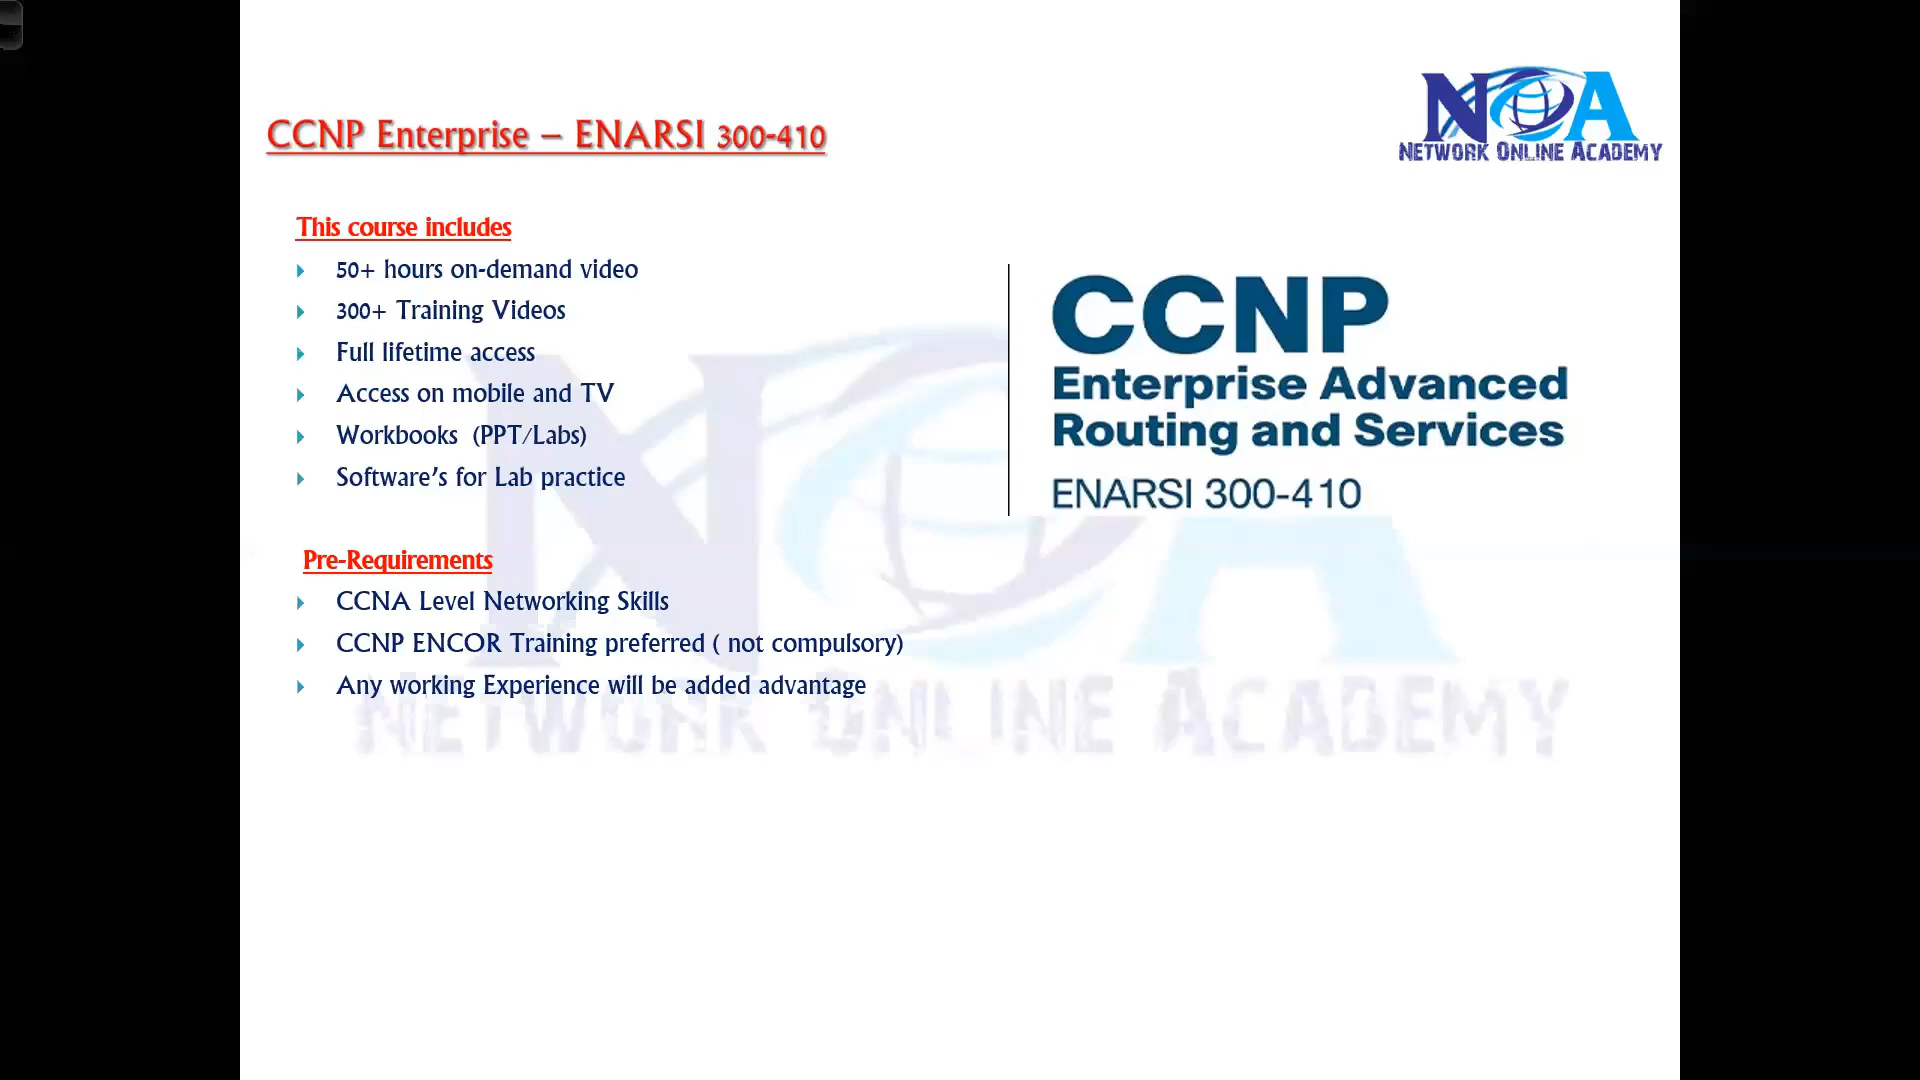 NOA
NETWORK ONLINE ACADEMY
CCNP Enterprise – ENARSI 300-410
This course includes
50+ hours on-demand video
300+ Training Videos
Full lifetime access
Access on mobile and TV
Workbooks (PPT/Labs)
Software's for Lab practice
CCNP
Enterprise Advanced
Routing and Services
ENARSI 300-410
Pre-Requirements
CCNA Level Networking Skills
CCNP ENCOR Training preferred ( not compulsory)
Any working Experience will be added advantage
NOA
NETWORK ONLINE ACADEMY